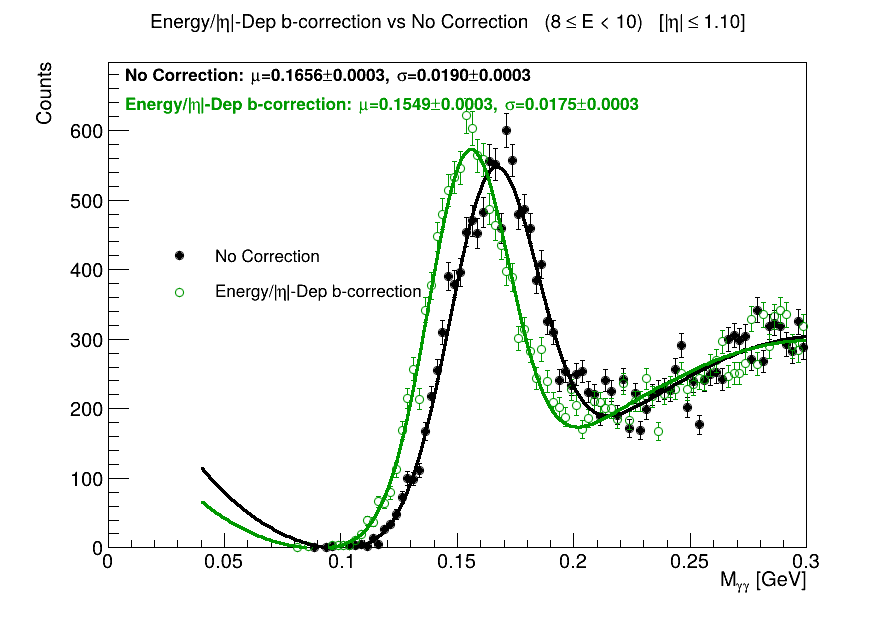 Energy/|η|-Dep b-correction vs No Correction (8 ≤ E < 10) [|η| ≤ 1.10]
Counts
No Correction: μ=0.1656±0.0003, σ=0.0190±0.0003
Energy/|η|-Dep b-correction: μ=0.1549±0.0003, σ=0.0175±0.0003
600
500
400
300
200
100
0
No Correction
Energy/|η|-Dep b-correction
0 0.05 0.1 0.15 0.2 0.25 0.3
Mγγ [GeV]